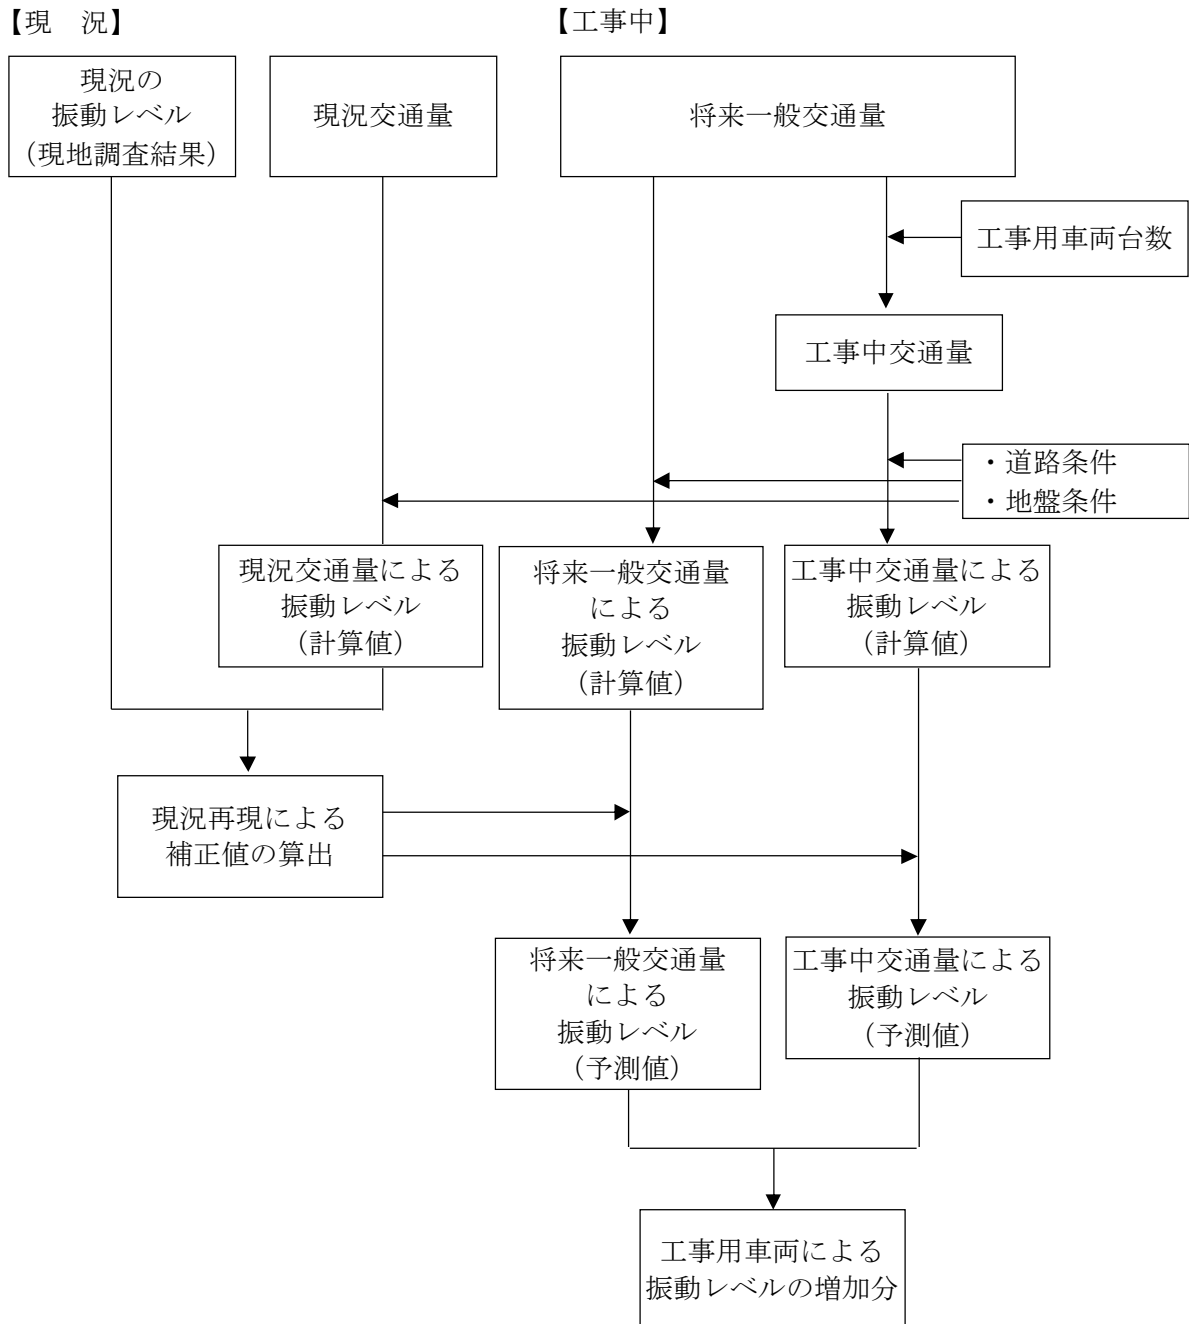 【現　況】
【工事中】
現況の
振動レベル
（現地調査結果）
現況交通量
将来一般交通量
工事用車両台数
工事中交通量
・道路条件
・地盤条件
現況交通量による
振動レベル
（計算値）
将来一般交通量
による
振動レベル
（計算値）
工事中交通量による
振動レベル
（計算値）
現況再現による
補正値の算出
将来一般交通量
による
振動レベル
（予測値）
工事中交通量による
振動レベル
（予測値）
工事用車両による
振動レベルの増加分